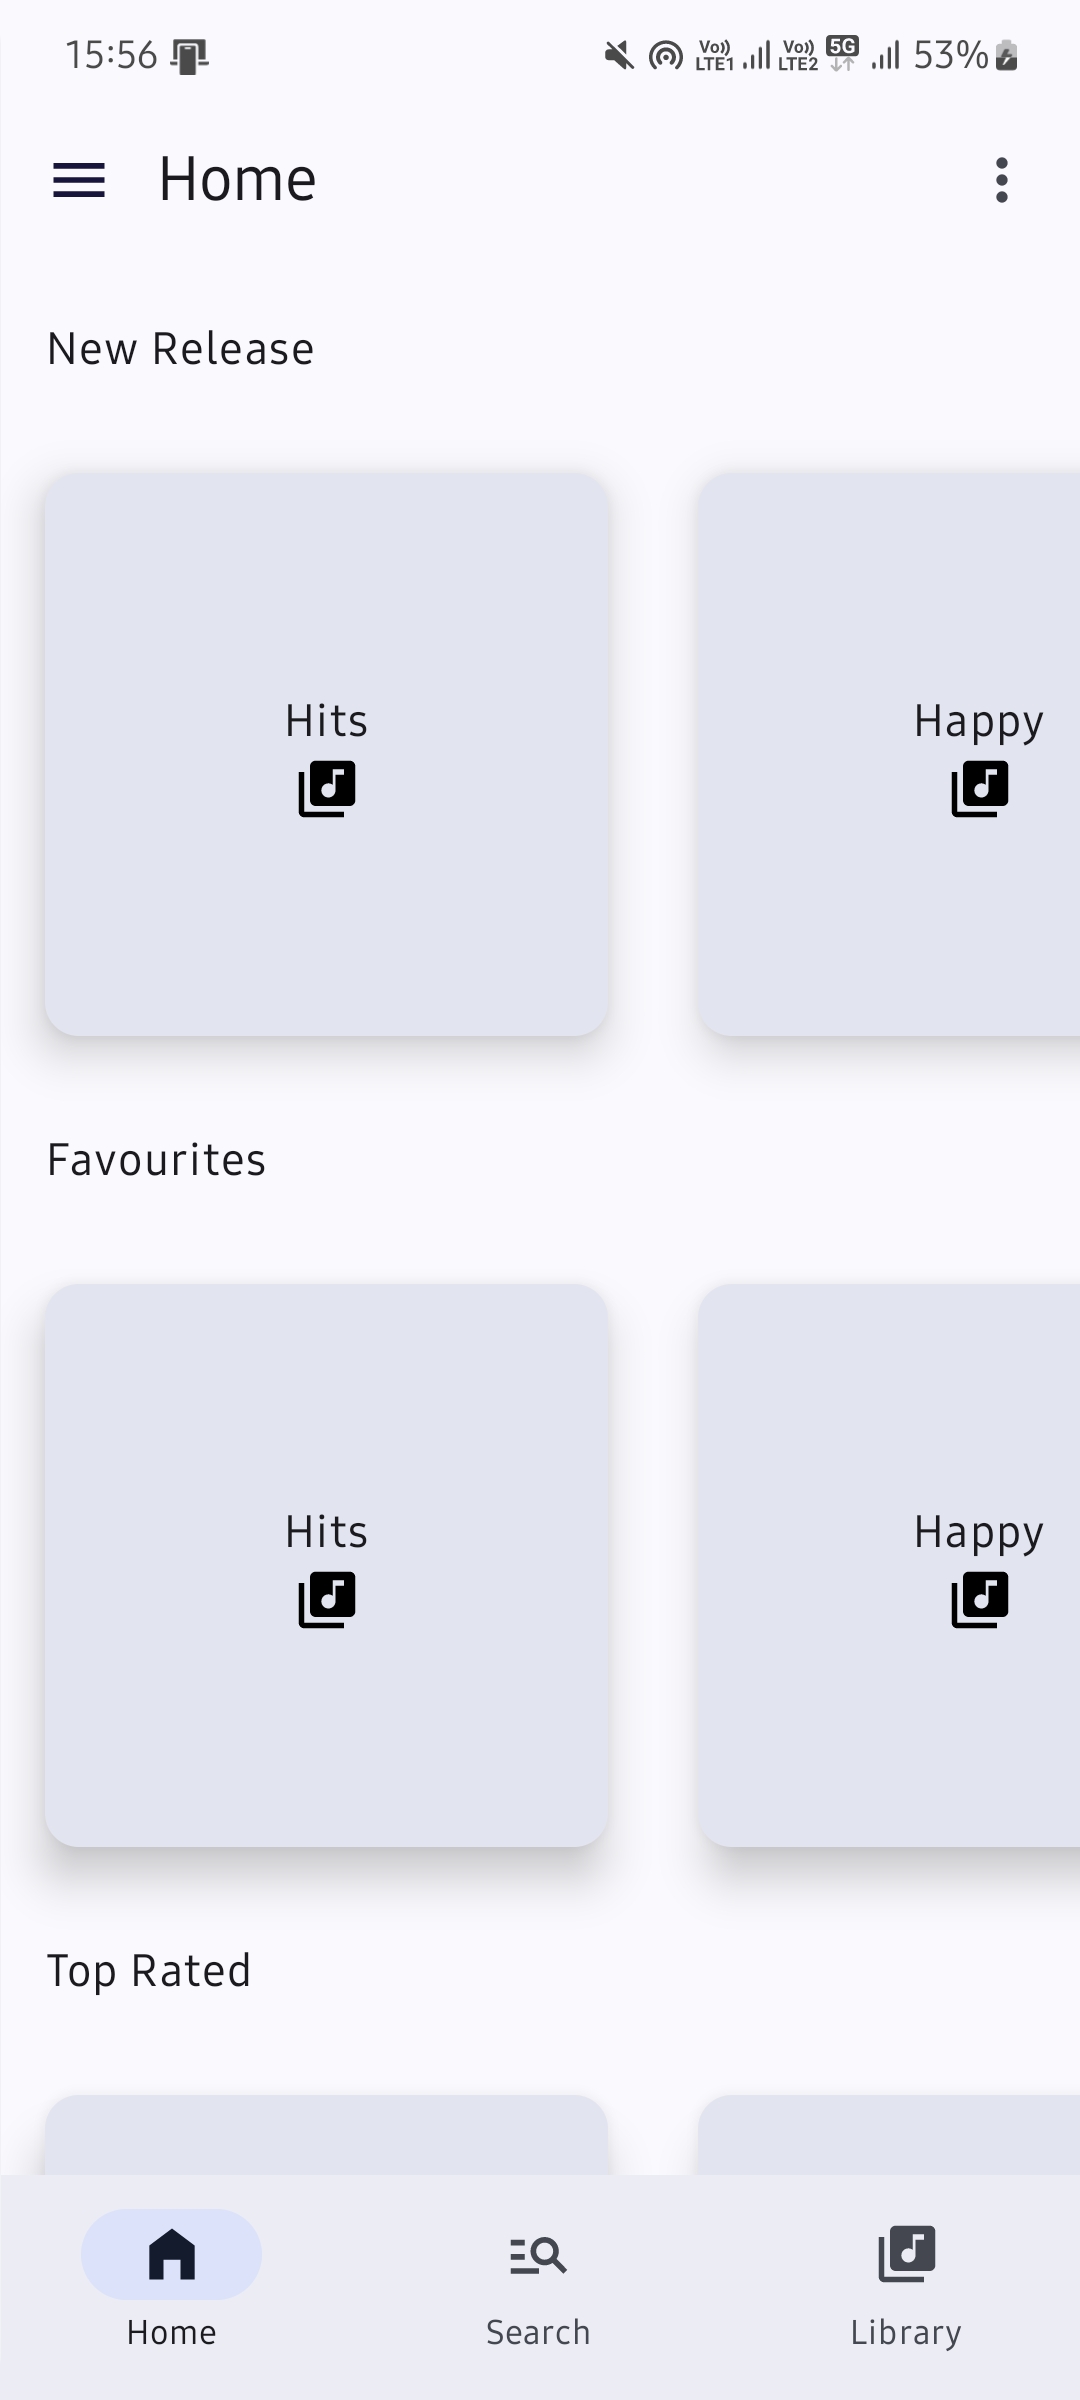 15:56 Vo)) LTE1 Vo)) LTE2 5G 53%
Home
New Release
Hits Happy
Favourites
Hits Happy
Top Rated
Home Search Library